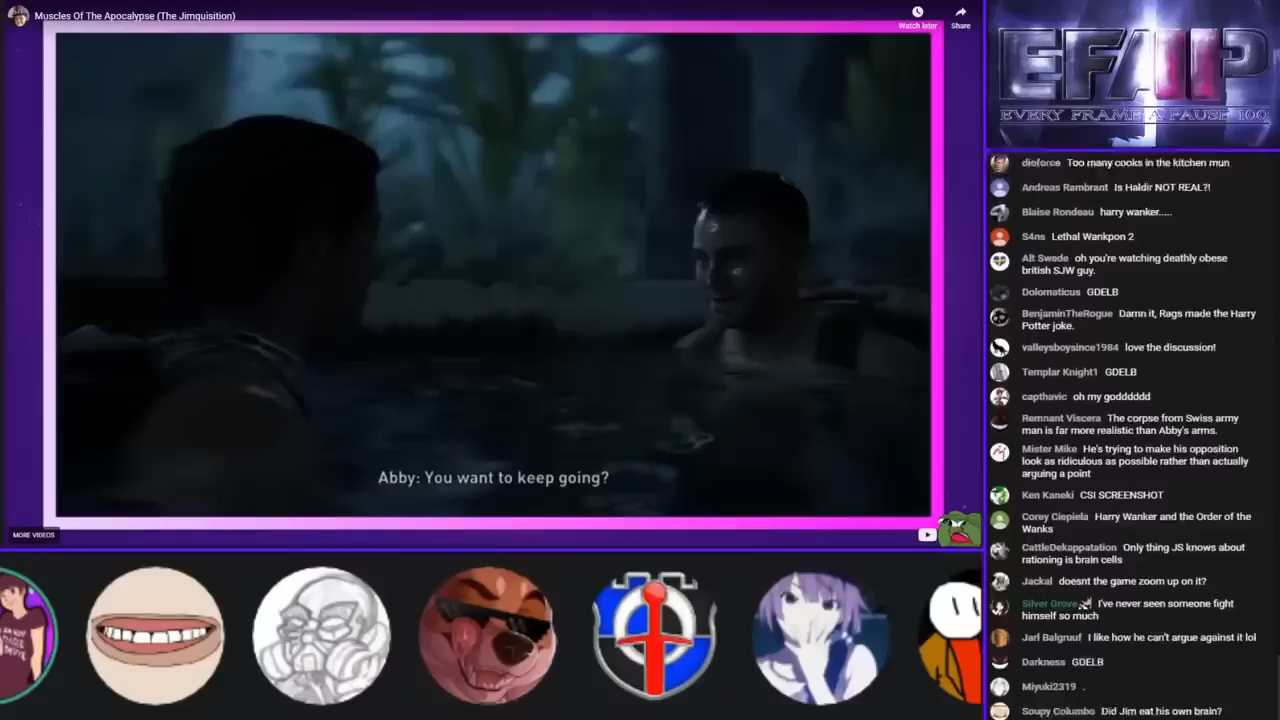 Muscles Of The Apocalypse (The Jimquisition)
Watch later
Share
Abby: You want to keep going?
MORE VIDEOS
EFAP
EVERY FRAME A PAUSE 100
dieforce Too many cooks in the kitchen mun
Andreas Rambrant Is Haldir NOT REAL?!
Blaise Rondeau harry wanker.....
S4ns Lethal Wankpon 2
Alt Swede oh you're watching deathly obese
british SJW guy.
Dolomaticus GDELB
BenjaminTheRogue Damn it, Rags made the Harry
Potter joke.
valleysboysince1984 love the discussion!
Templar Knight1 GDELB
capthavic oh my godddddd
Remnant Viscera The corpse from Swiss army
man is far more realistic than Abby's arms.
Mister Mike He's trying to make his opposition
look as ridiculous as possible rather than actually
arguing a point
Ken Kaneki CSI SCREENSHOT
Corey Ciepiela Harry Wanker and the Order of the
Wanks
CattleDekappatation Only thing JS knows about
rationing is brain cells
Jackal doesnt the game zoom up on it?
Silver Grove I've never seen someone fight
himself so much
Jarl Balgruuf I like how he can't argue against it lol
Darkness GDELB
Miyuki2319 .
Soupy Columbo Did Jim eat his own brain?